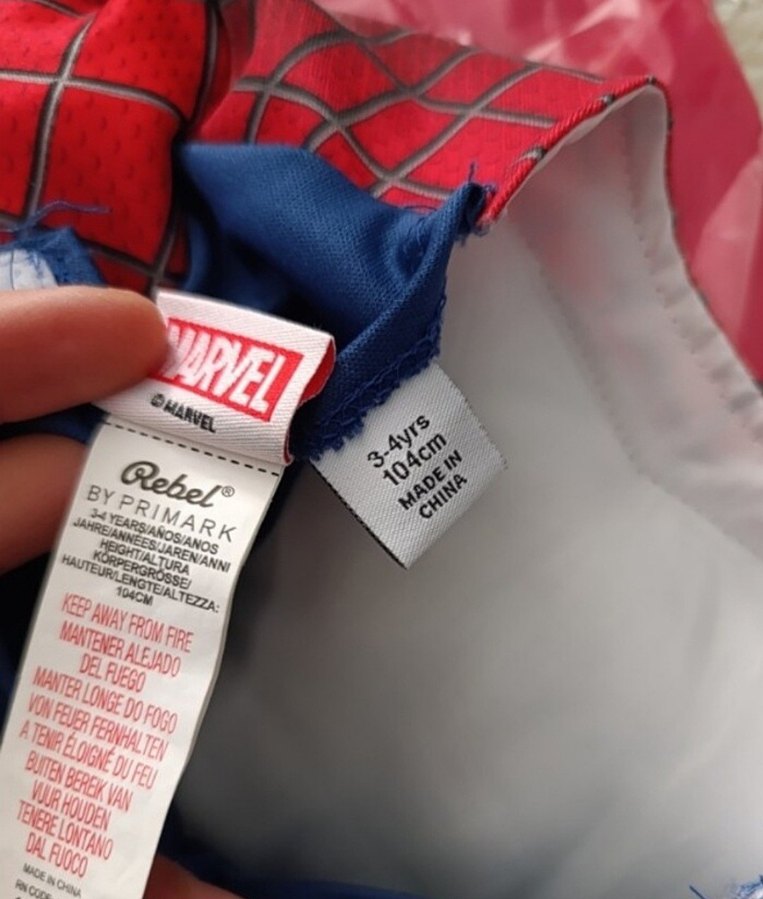 MARVEL
© MARVEL
Rebel®
BY PRIMARK
3-4 YEARS/AÑOS/ANOS
JAHRE/ANNÉES/JAREN/ANNI
HEIGHT/ALTURA
KÖRPERGRÖSSE/
HAUTEUR/LENGTE/ALTEZZA:
104CM
KEEP AWAY FROM FIRE
MANTENER ALEJADO
DEL FUEGO
MANTER LONGE DO FOGO
VON FEUER FERNHALTEN
A TENIR ÉLOIGNÉ DU FEU
BUITEN BEREIK VAN
VUUR HOUDEN
TENERE LONTANO
DAL FUOCO
MADE IN CHINA
RN CODE
3-4yrs
104cm
MADE IN
CHINA